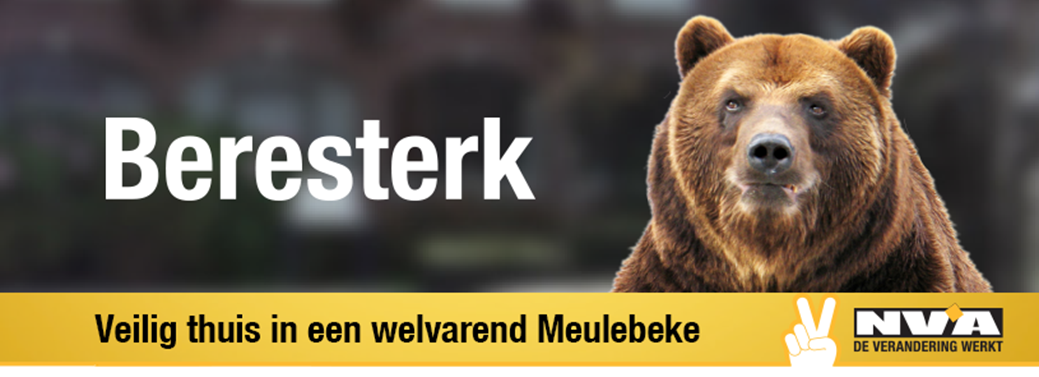 Beresterk
Veilig thuis in een welvarend Meulebeke
N-VA
DE VERANDERING WERKT